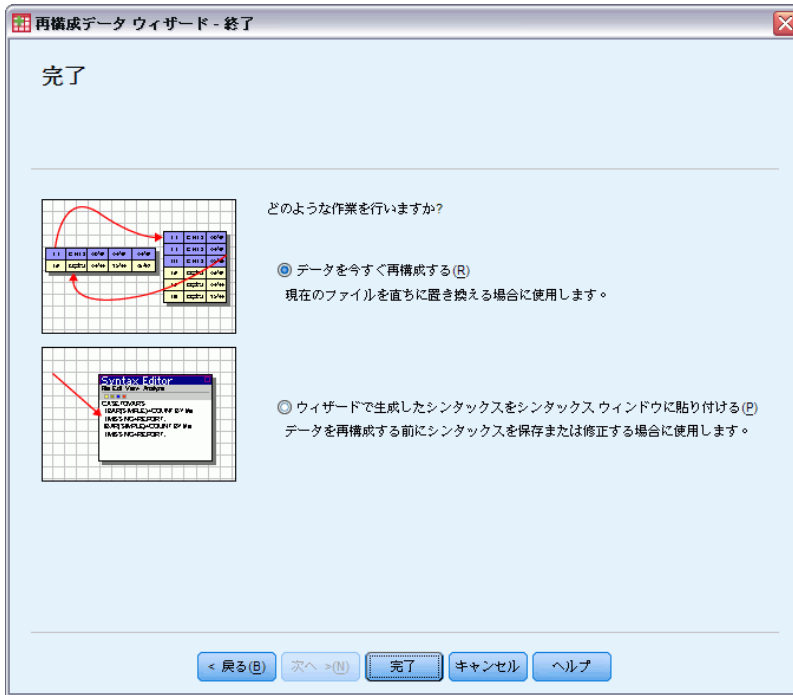 再構成データ ウィザード - 終了
完了
どのような作業を行いますか?
データを今すぐ再構成する(R)
現在のファイルを直ちに置き換える場合に使用します。
Syntax Editor
File Edit View Analyze
ウィザードで生成したシンタックスをシンタックス ウィンドウに貼り付ける(P)
データを再構成する前にシンタックスを保存または修正する場合に使用します。
< 戻る(B)
次へ >(N)
完了
キャンセル
ヘルプ